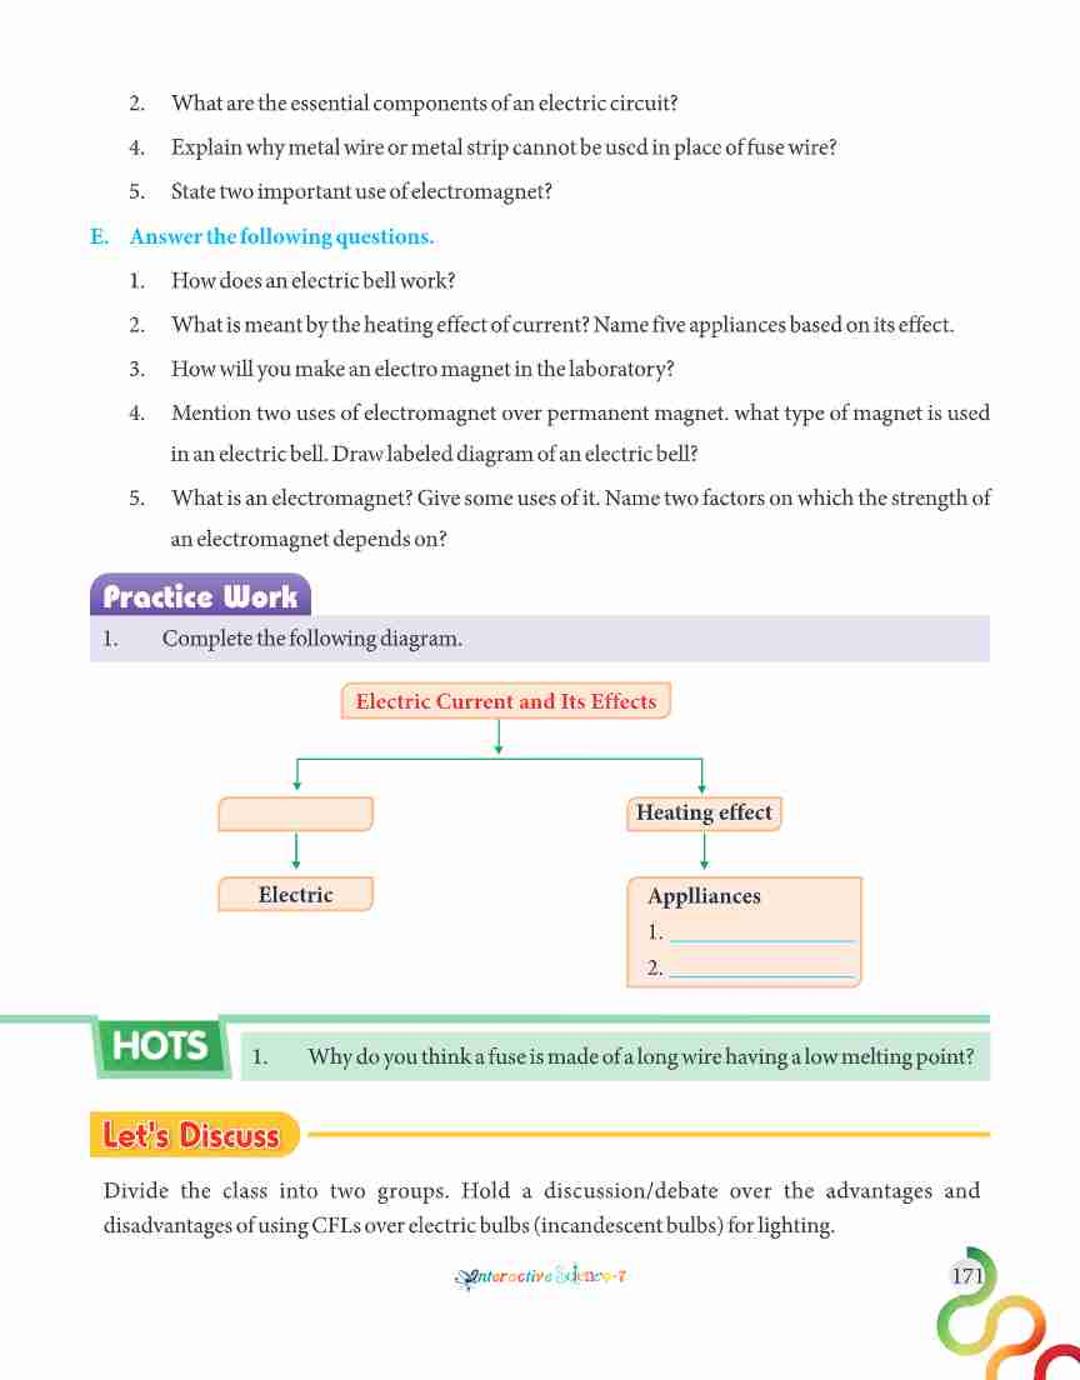 2. What are the essential components of an electric circuit?
4. Explain why metal wire or metal strip cannot be used in place of fuse wire?
5. State two important use of electromagnet?
E. Answer the following questions.
1. How does an electric bell work?
2. What is meant by the heating effect of current? Name five appliances based on its effect.
3. How will you make an electro magnet in the laboratory?
4. Mention two uses of electromagnet over permanent magnet. what type of magnet is used
in an electric bell. Draw labeled diagram of an electric bell?
5. What is an electromagnet? Give some uses of it. Name two factors on which the strength of
an electromagnet depends on?
Practice Work
1. Complete the following diagram.
Electric Current and Its Effects
Heating effect
Electric
Applliances
1.
2.
HOTS
1. Why do you think a fuse is made of a long wire having a low melting point?
Let's Discuss
Divide the class into two groups. Hold a discussion/debate over the advantages and
disadvantages of using CFLs over electric bulbs (incandescent bulbs) for lighting.
Interactive Science-7
171